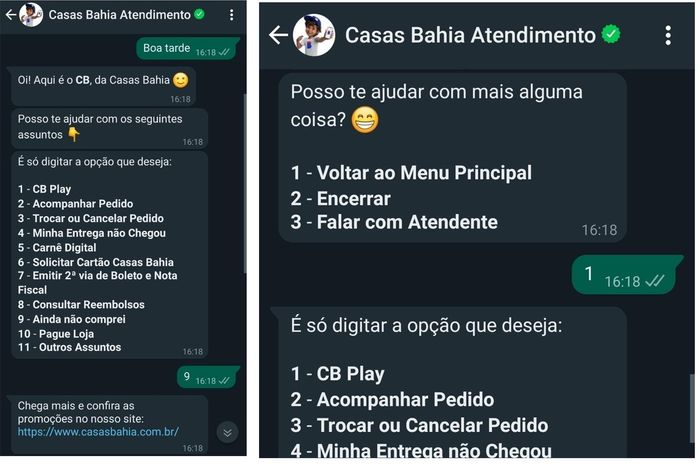 Casas Bahia Atendimento
Boa tarde
16:18
Oi! Aqui é o CB, da Casas Bahia
16:18
Posso te ajudar com os seguintes
assuntos
16:18
É só digitar a opção que deseja:
1 - CB Play
2 - Acompanhar Pedido
3 - Trocar ou Cancelar Pedido
4 - Minha Entrega não Chegou
5 - Carnê Digital
6 - Solicitar Cartão Casas Bahia
7 - Emitir 2ª via de Boleto e Nota
Fiscal
8 - Consultar Reembolsos
9 - Ainda não comprei
10 - Pague Loja
11 - Outros Assuntos
16:18
9
16:18
Chega mais e confira as
promoções no nosso site:
https://www.casasbahia.com.br/
16:18
Casas Bahia Atendimento
Posso te ajudar com mais alguma
coisa?
1 - Voltar ao Menu Principal
2 - Encerrar
3 - Falar com Atendente
16:18
1
16:18
É só digitar a opção que deseja:
1 - CB Play
2 - Acompanhar Pedido
3 - Trocar ou Cancelar Pedido
4 - Minha Entrega não Chegou